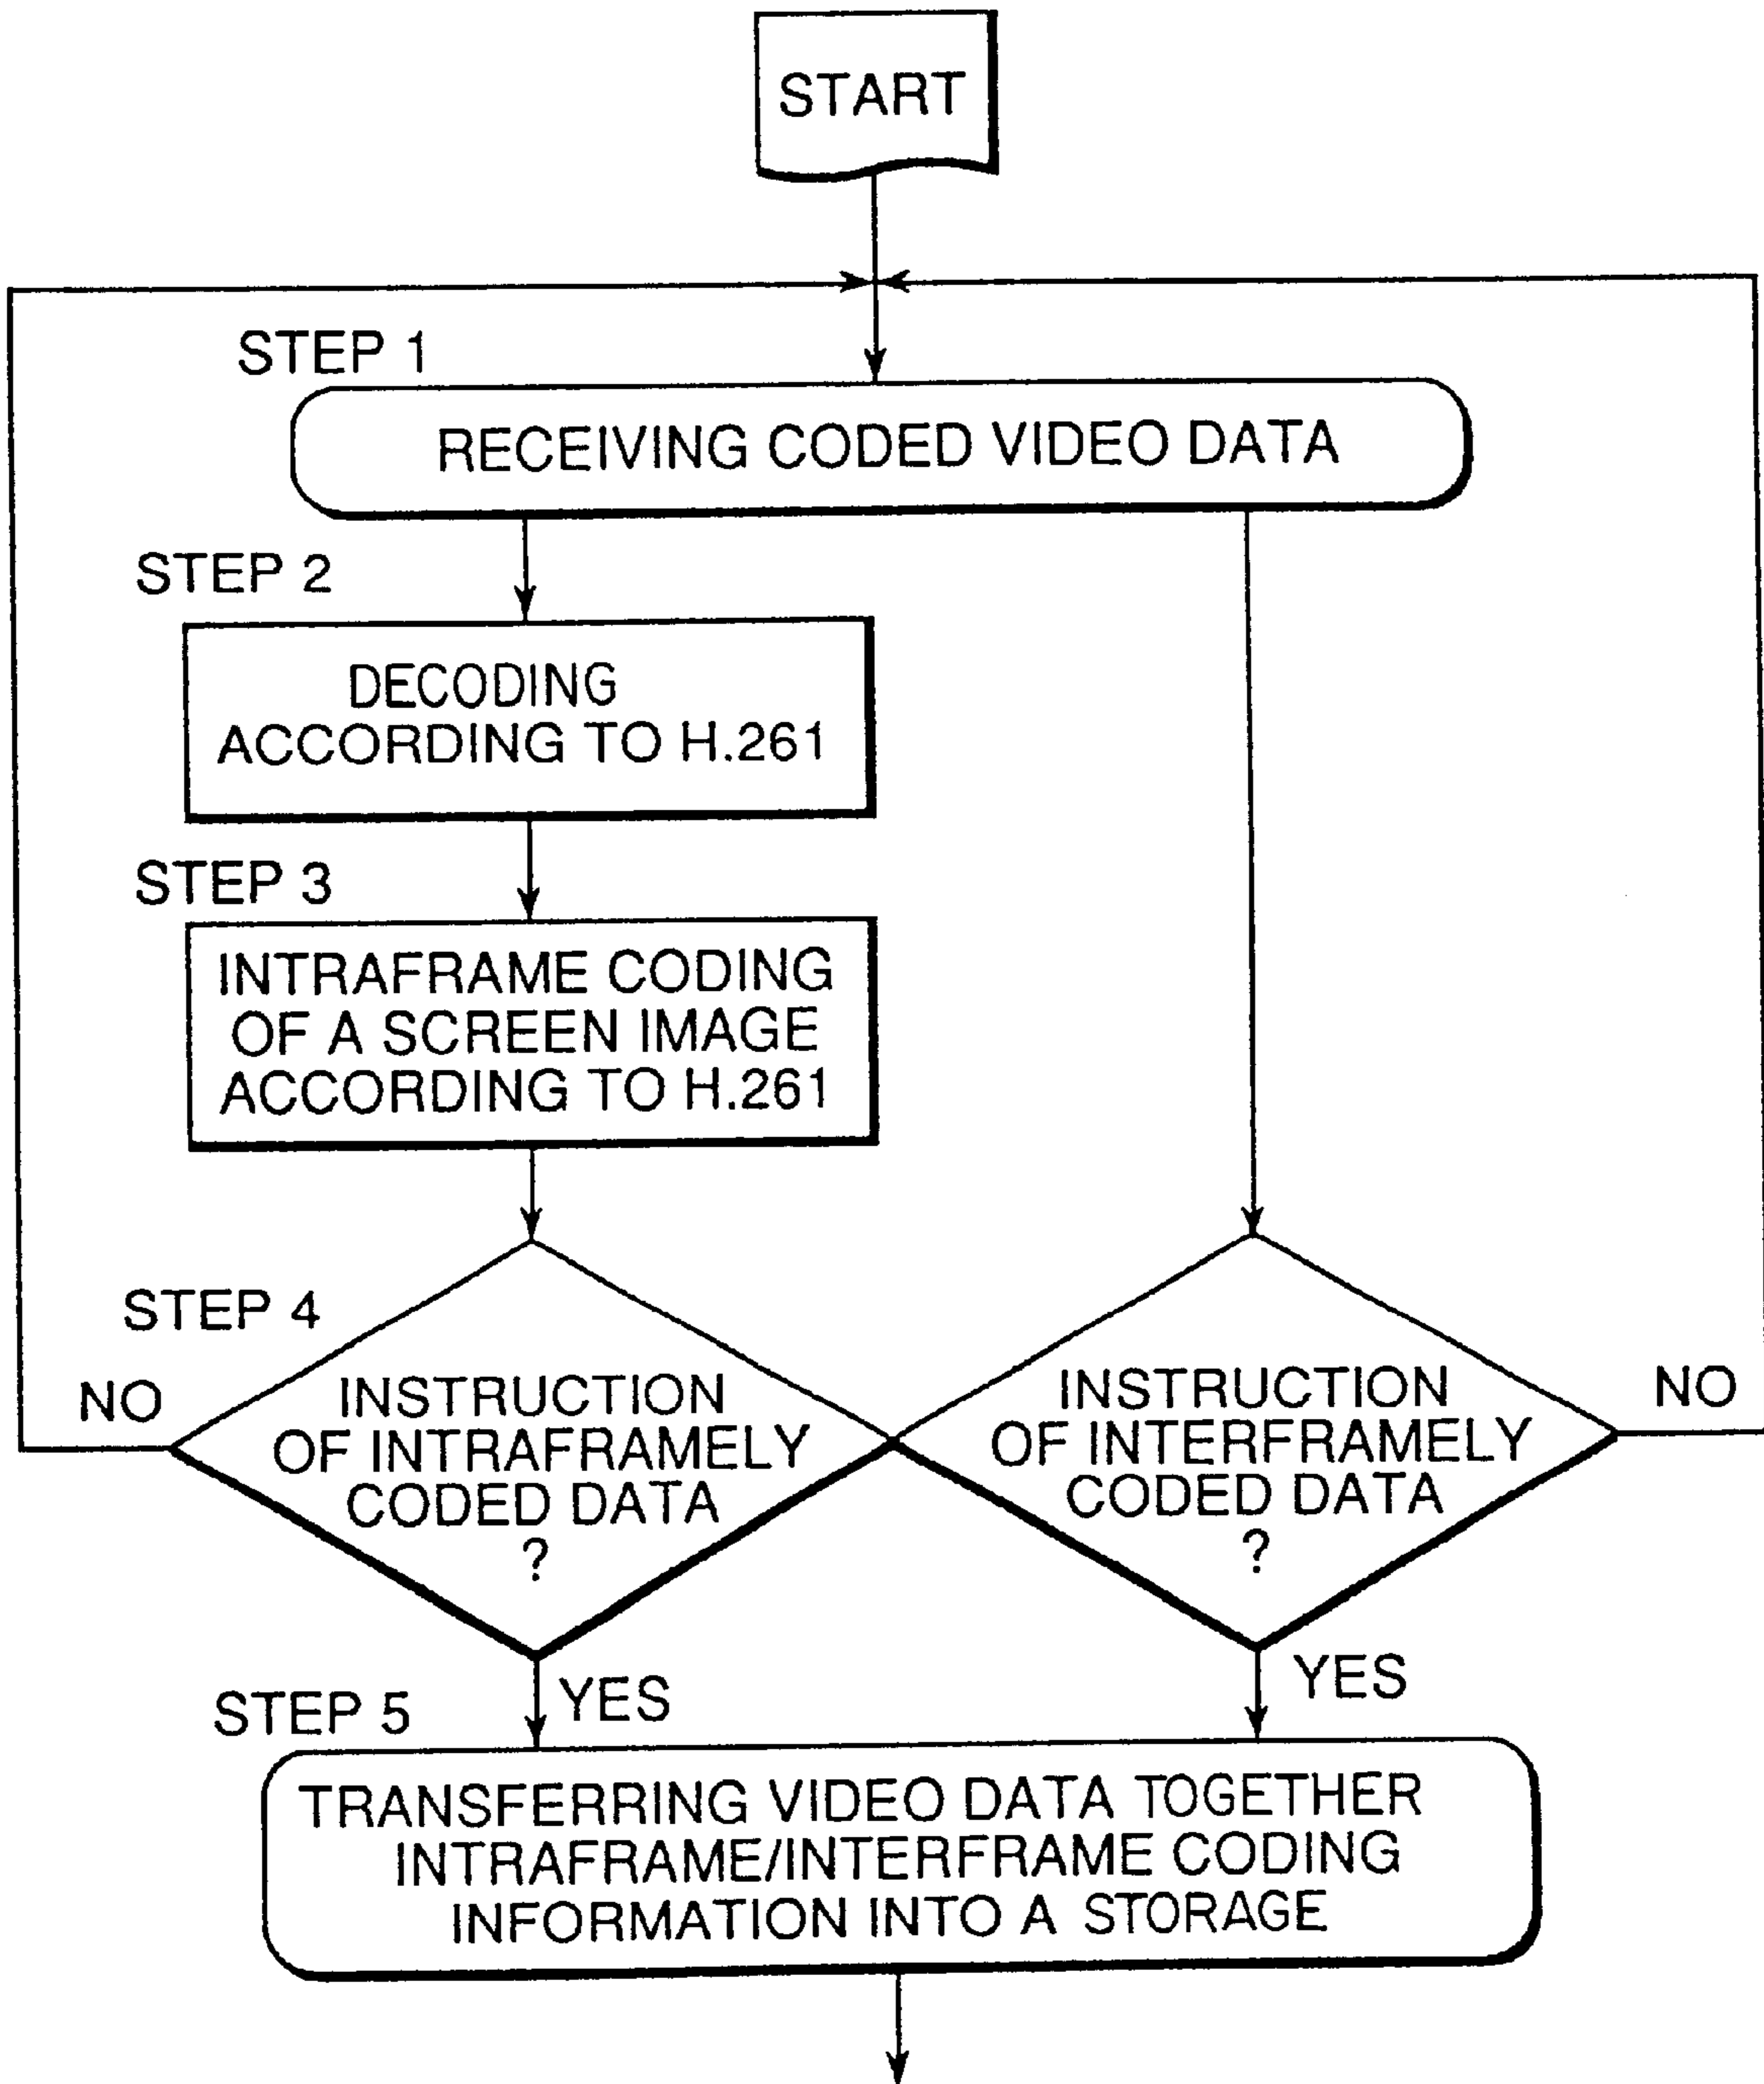 START
STEP 1
RECEIVING CODED VIDEO DATA
STEP 2
DECODING
ACCORDING TO H.261
STEP 3
INTRAFRAME CODING
OF A SCREEN IMAGE
ACCORDING TO H.261
STEP 4
NO
INSTRUCTION
OF INTRAFRAMELY
CODED DATA
?
INSTRUCTION
OF INTERFRAMELY
CODED DATA
?
NO
YES
YES
STEP 5
TRANSFERRING VIDEO DATA TOGETHER
INTRAFRAME/INTERFRAME CODING
INFORMATION INTO A STORAGE